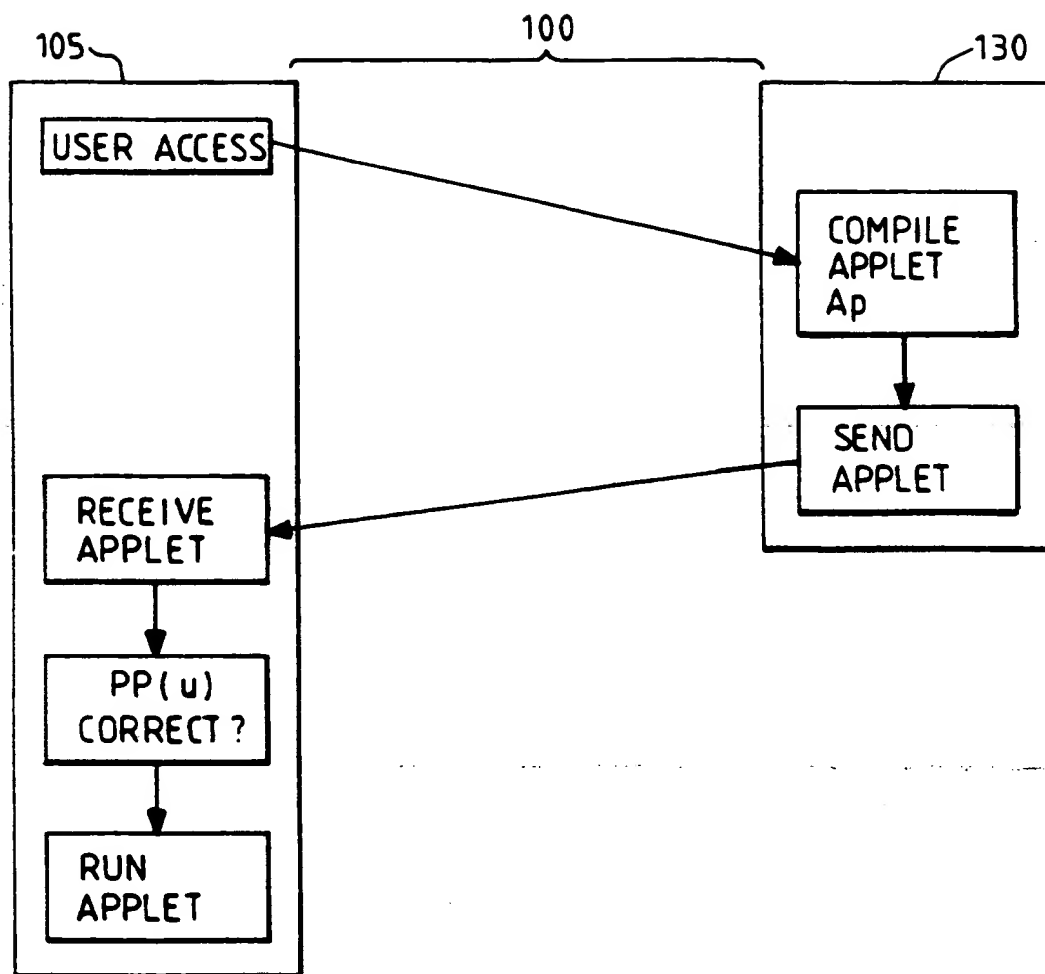 105
100
130
USER ACCESS
COMPILE
APPLET
Ap
SEND
APPLET
RECEIVE
APPLET
PP(u)
CORRECT?
RUN
APPLET